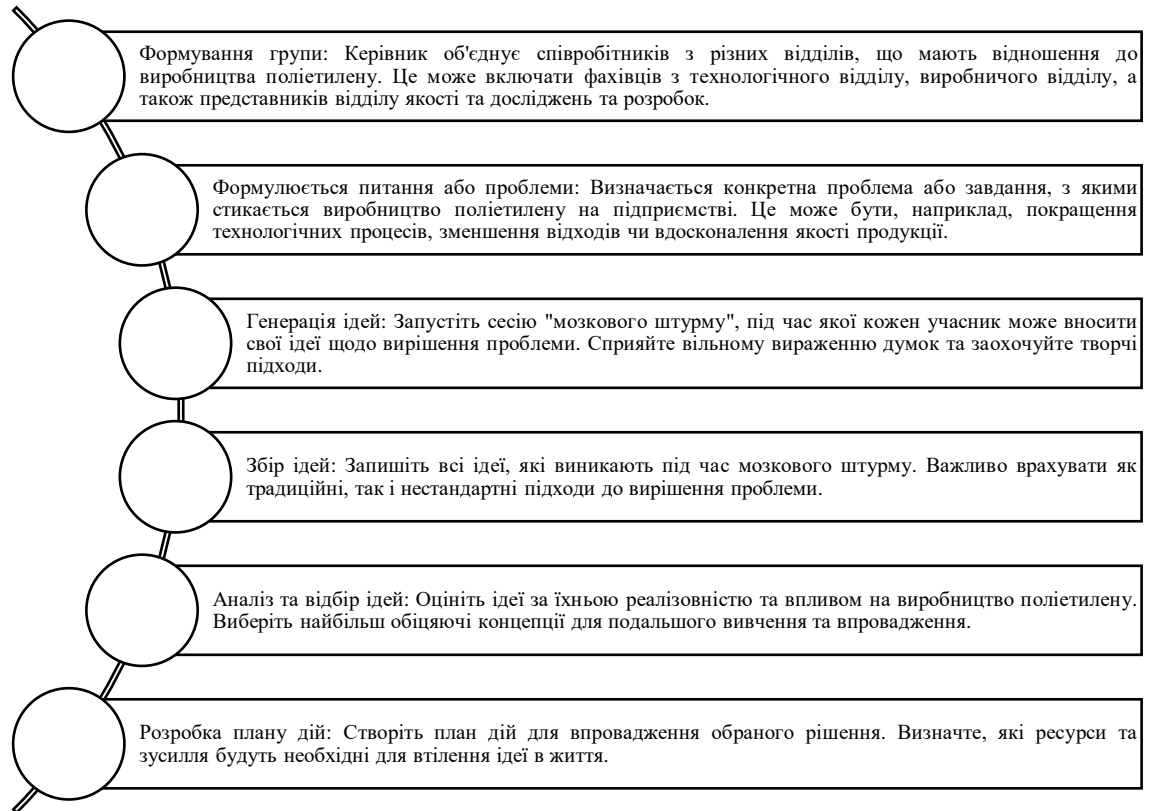 Формування групи: Керівник об'єднує співробітників з різних відділів, що мають відношення до
виробництва поліетилену. Це може включати фахівців з технологічного відділу, виробничого відділу, а
також представників відділу якості та досліджень та розробок.
Формулюється питання або проблеми: Визначається конкретна проблема або завдання, з якими
стикається виробництво поліетилену на підприємстві. Це може бути, наприклад, покращення
технологічних процесів, зменшення відходів чи вдосконалення якості продукції.
Генерація ідей: Запустіть сесію "мозкового штурму", під час якої кожен учасник може вносити
свої ідеї щодо вирішення проблеми. Сприяйте вільному вираженню думок та заохочуйте творчі
підходи.
Збір ідей: Запишіть всі ідеї, які виникають під час мозкового штурму. Важливо врахувати як
традиційні, так і нестандартні підходи до вирішення проблеми.
Аналіз та відбір ідей: Оцініть ідеї за їхньою реалізовністю та впливом на виробництво поліетилену.
Виберіть найбільш обіцяючі концепції для подальшого вивчення та впровадження.
Розробка плану дій: Створіть план дій для впровадження обраного рішення. Визначте, які ресурси та
зусилля будуть необхідні для втілення ідеї в життя.